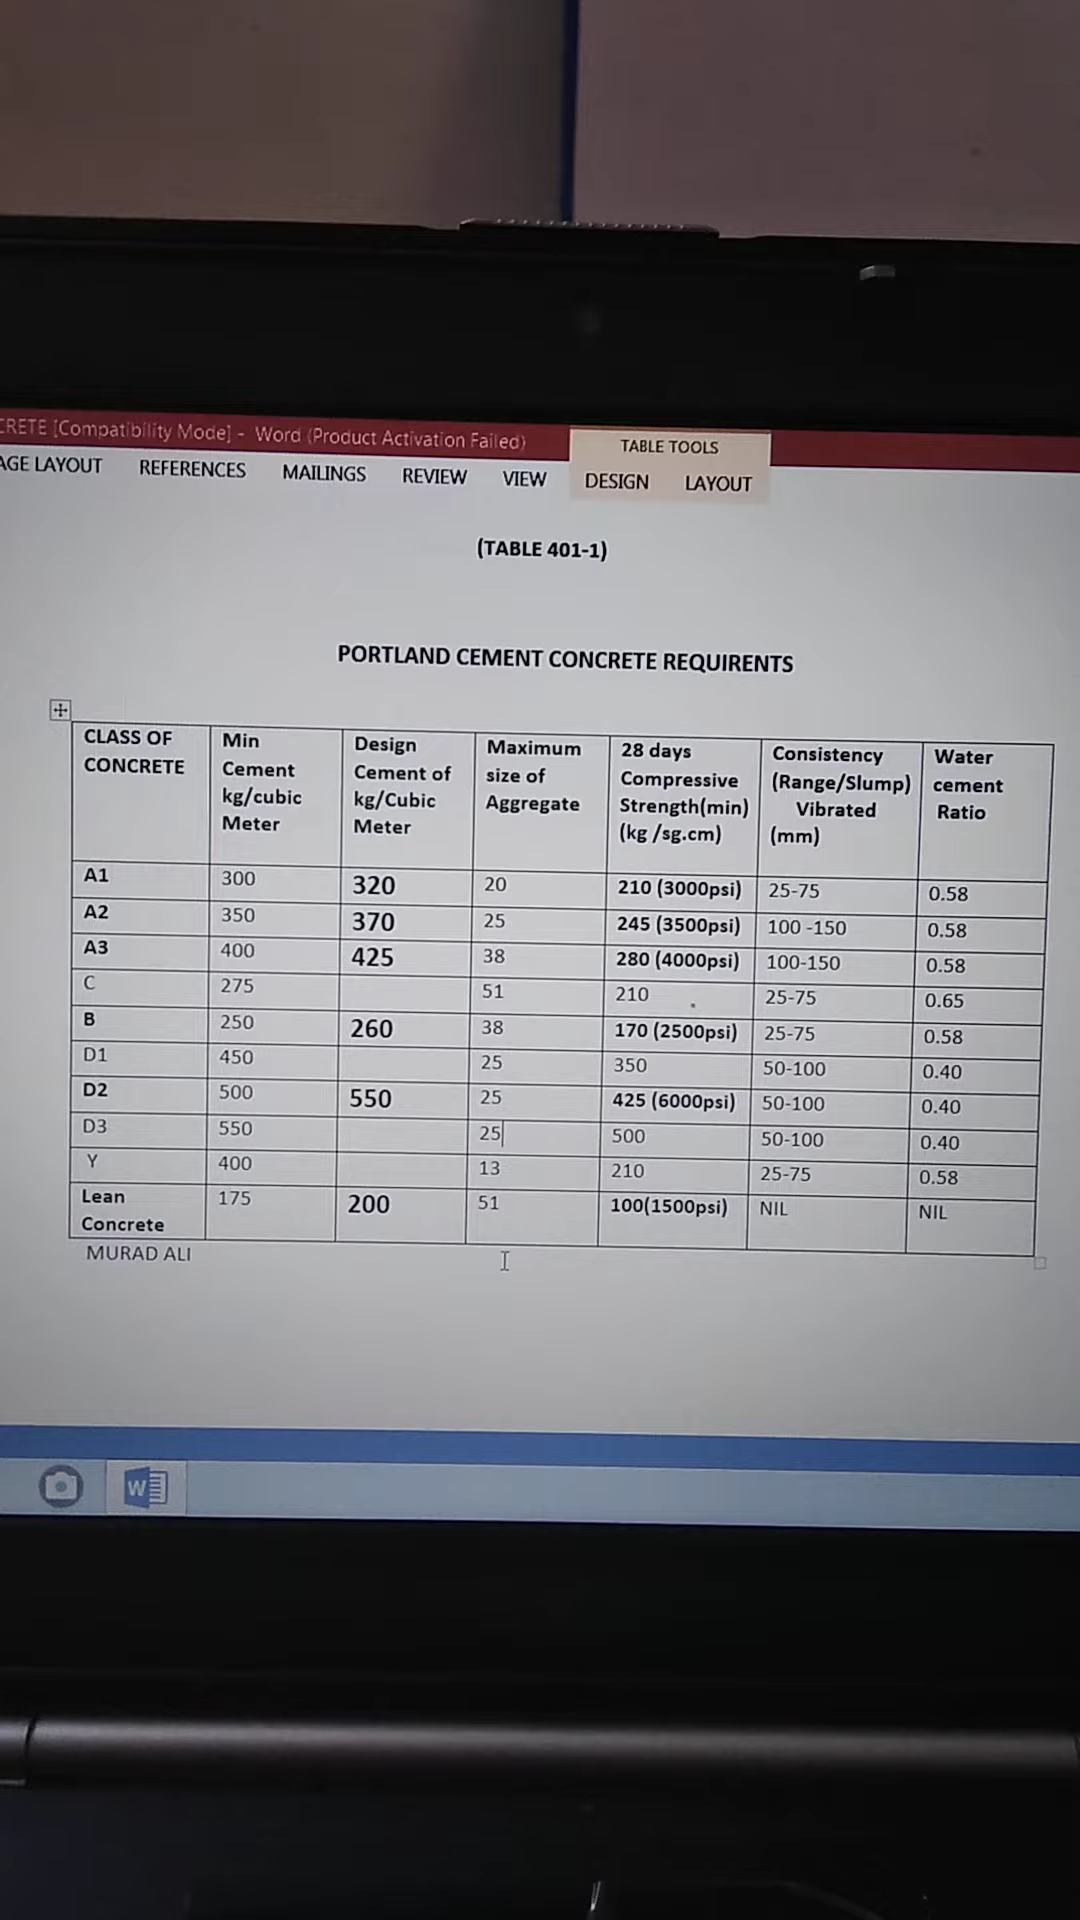 CRETE [Compatibility Mode] - Word (Product Activation Failed)
TABLE TOOLS
AGE LAYOUT REFERENCES MAILINGS REVIEW VIEW DESIGN LAYOUT
(TABLE 401-1)
PORTLAND CEMENT CONCRETE REQUIRENTS
CLASS OF CONCRETE Min Cement kg/cubic Meter Design Cement of kg/Cubic Meter Maximum size of Aggregate 28 days Compressive Strength(min) (kg /sg.cm) Consistency (Range/Slump) Vibrated (mm) Water cement Ratio
A1 300 320 20 210 (3000psi) 25-75 0.58
A2 350 370 25 245 (3500psi) 100 -150 0.58
A3 400 425 38 280 (4000psi) 100-150 0.58
C 275 51 210 25-75 0.65
B 250 260 38 170 (2500psi) 25-75 0.58
D1 450 25 350 50-100 0.40
D2 500 550 25 425 (6000psi) 50-100 0.40
D3 550 25 500 50-100 0.40
Y 400 13 210 25-75 0.58
Lean Concrete 175 200 51 100(1500psi) NIL NIL
MURAD ALI
W